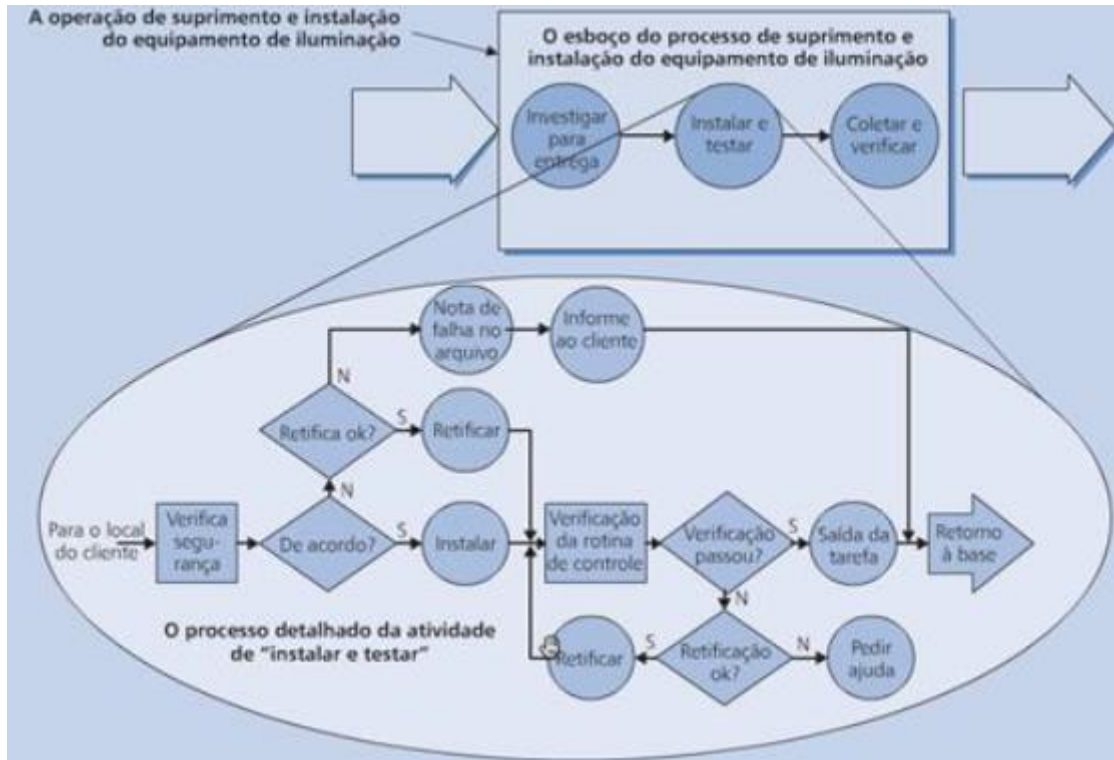 A operação de suprimento e instalação
do equipamento de iluminação
O esboço do processo de suprimento e
instalação do equipamento de iluminação
Investigar
para
entrega
Instalar e
testar
Coletar e
verificar
Nota de
falha no
arquivo
Informe
ao cliente
N
Retifica ok?
S
Retificar
N
Para o local
do cliente
Verifica
segu-
rança
De acordo?
S
Instalar
Verificação
da rotina
de controle
Verificação
passou?
S
Saída da
tarefa
Retorno
à base
N
O processo detalhado da atividade
de "instalar e testar"
Retificar
S
Retificação
ok?
N
Pedir
ajuda